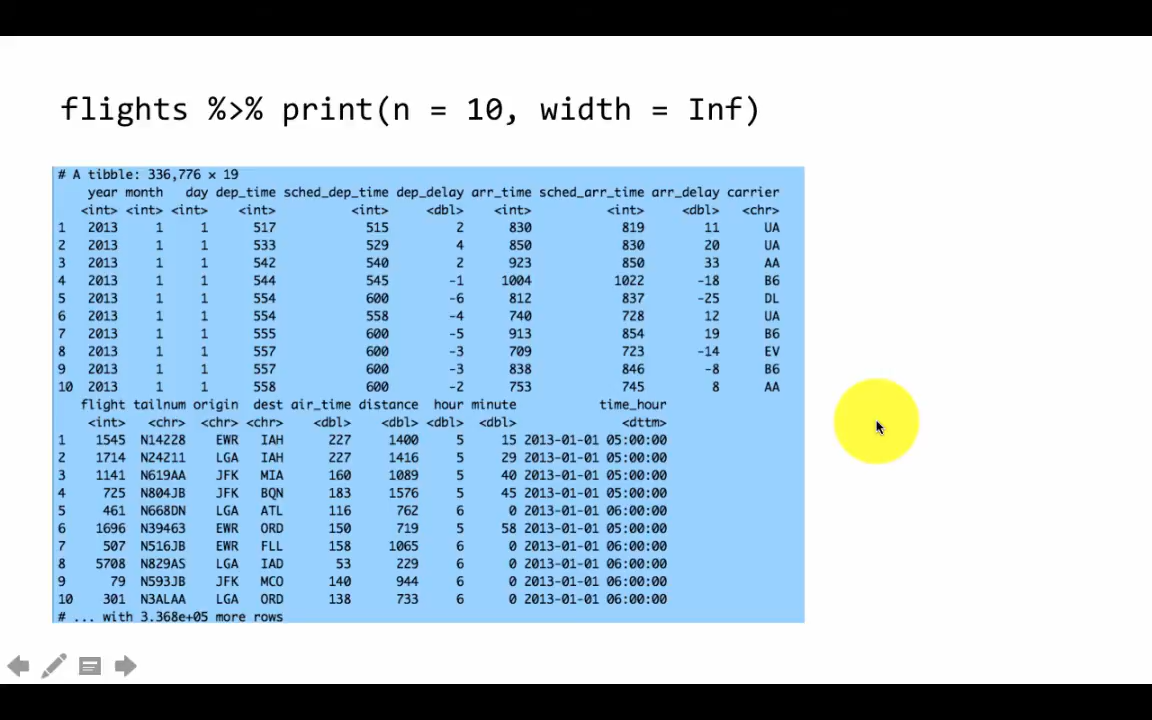 flights %>% print(n = 10, width = Inf)
# A tibble: 336,776 × 19
year month day dep_time sched_dep_time dep_delay arr_time sched_arr_time arr_delay carrier
<int> <int> <int> <int> <int> <dbl> <int> <int> <dbl> <chr>
1 2013 1 1 517 515 2 830 819 11 UA
2 2013 1 1 533 529 4 850 830 20 UA
3 2013 1 1 542 540 2 923 850 33 AA
4 2013 1 1 544 545 -1 1004 1022 -18 B6
5 2013 1 1 554 600 -6 812 837 -25 DL
6 2013 1 1 554 558 -4 740 728 12 UA
7 2013 1 1 555 600 -5 913 854 19 B6
8 2013 1 1 557 600 -3 709 723 -14 EV
9 2013 1 1 557 600 -3 838 846 -8 B6
10 2013 1 1 558 600 -2 753 745 8 AA
flight tailnum origin dest air_time distance hour minute time_hour
<int> <chr> <chr> <chr> <dbl> <dbl> <dbl> <dbl> <dttm>
1 1545 N14228 EWR IAH 227 1400 5 15 2013-01-01 05:00:00
2 1714 N24211 LGA IAH 227 1416 5 29 2013-01-01 05:00:00
3 1141 N619AA JFK MIA 160 1089 5 40 2013-01-01 05:00:00
4 725 N804JB JFK BQN 183 1576 5 45 2013-01-01 05:00:00
5 461 N668DN LGA ATL 116 762 6 0 2013-01-01 06:00:00
6 1696 N39463 EWR ORD 150 719 5 58 2013-01-01 05:00:00
7 507 N516JB EWR FLL 158 1065 6 0 2013-01-01 06:00:00
8 5708 N829AS LGA IAD 53 229 6 0 2013-01-01 06:00:00
9 79 N593JB JFK MCO 140 944 6 0 2013-01-01 06:00:00
10 301 N3ALAA LGA ORD 138 733 6 0 2013-01-01 06:00:00
# ... with 3.368e+05 more rows